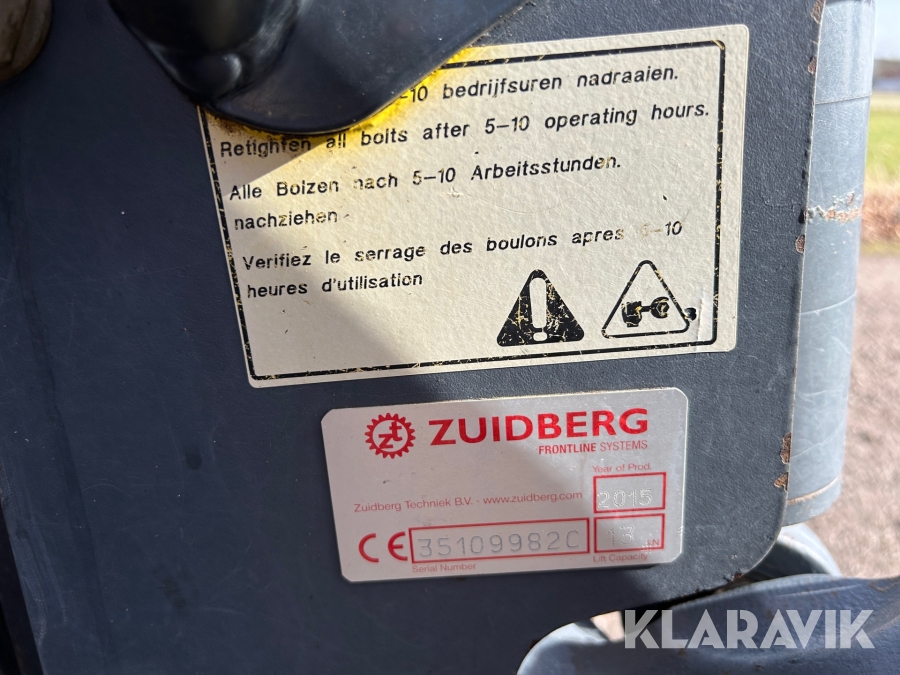 -10 bedrijfsuren nadraaien.
Retighten all bolts after 5-10 operating hours.
Alle Bolzen nach 5-10 Arbeitsstunden.
nachziehen
Verifiez le serrage des boulons apres 5-10
heures d'utilisation
zt ZUIDBERG
FRONTLINE SYSTEMS
Year of Prod.
2015
Zuidberg Techniek B.V. - www.zuidberg.com
CE 35109982C 13 kN
Serial Number Lift Capacity
KLARAVIK